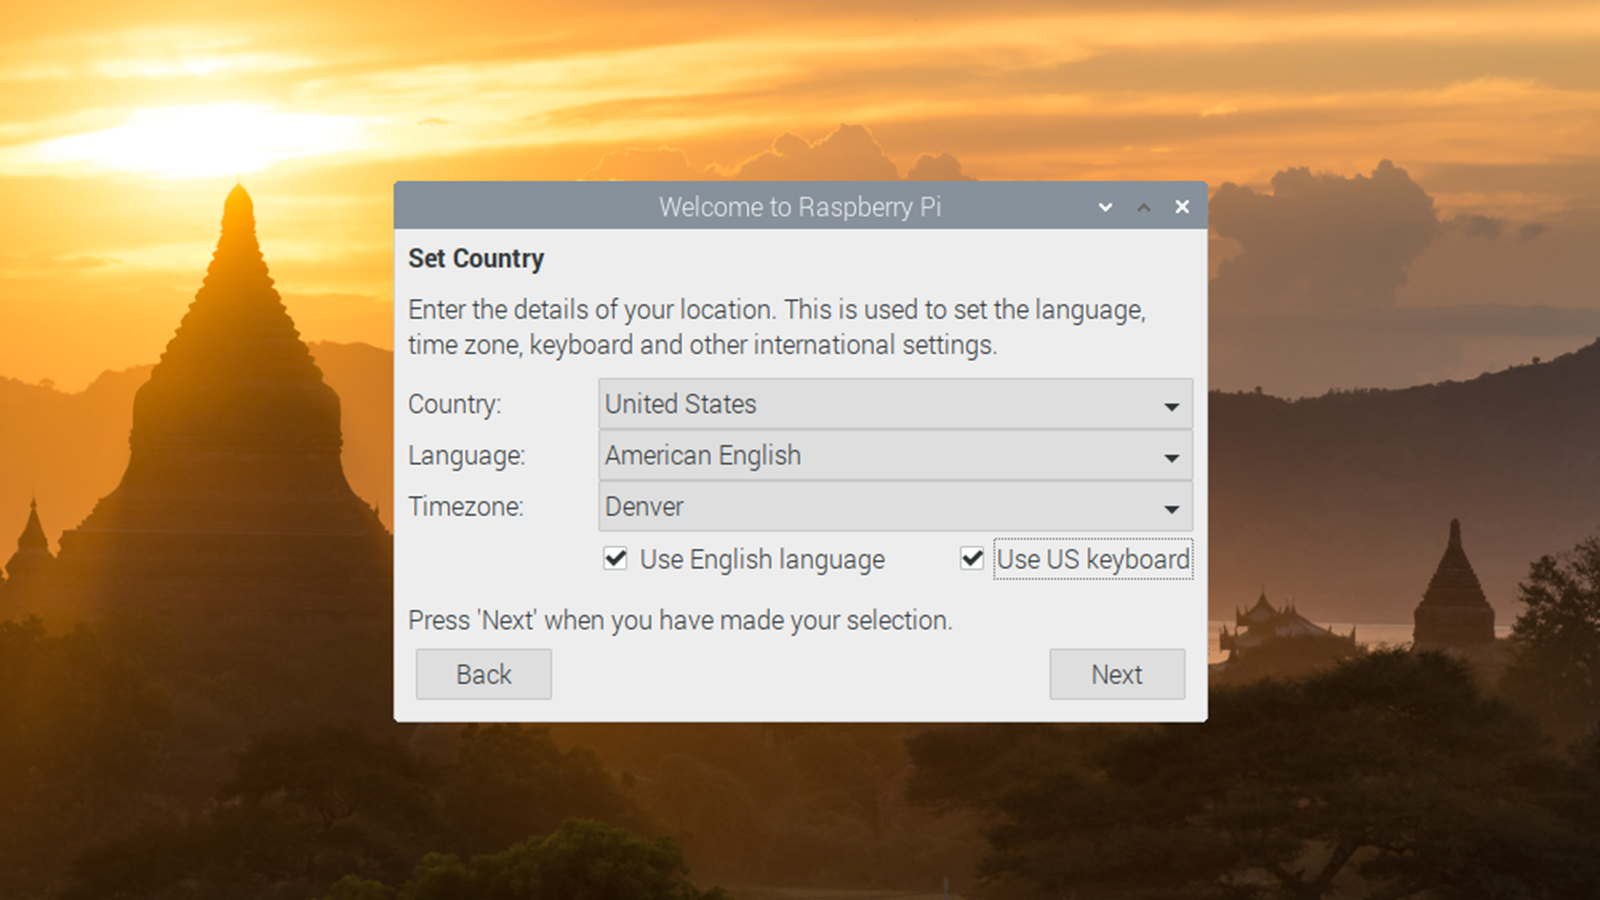 Welcome to Raspberry Pi
Set Country
Enter the details of your location. This is used to set the language,
time zone, keyboard and other international settings.
Country: United States
Language: American English
Timezone: Denver
Use English language Use US keyboard
Press 'Next' when you have made your selection.
Back Next